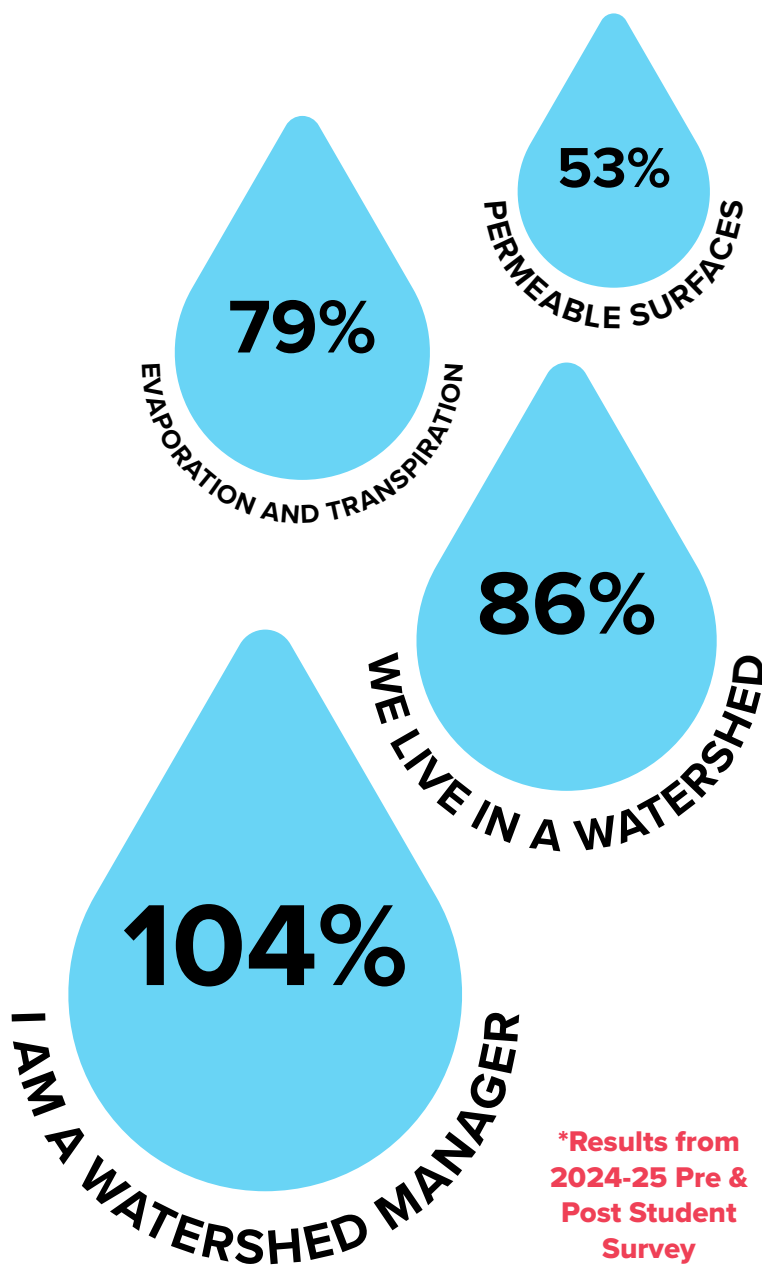 53%
PERMEABLE SURFACES
79%
EVAPORATION AND TRANSPIRATION
86%
WE LIVE IN A WATERSHED
104%
I AM A WATERSHED MANAGER
*Results from
2024-25 Pre &
Post Student
Survey